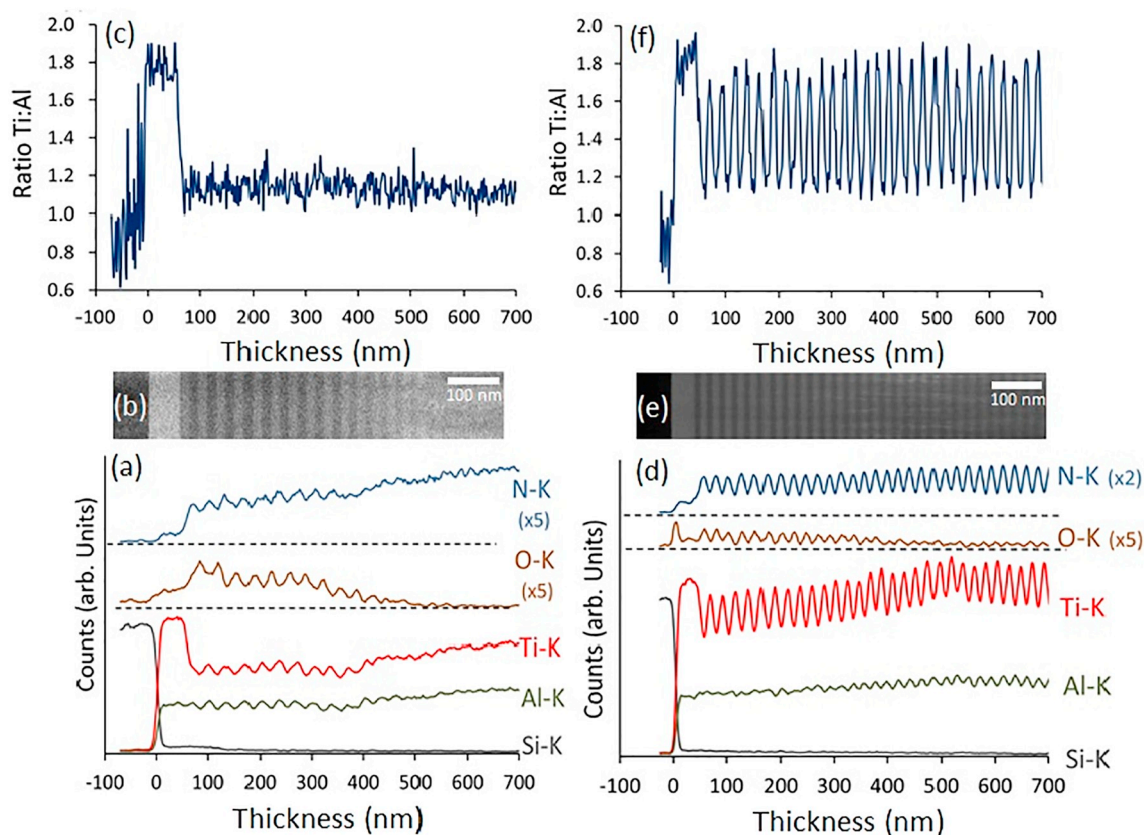 (c)
Ratio Ti:Al
2.0
1.8
1.6
1.4
1.2
1.0
0.8
0.6
-100 0 100 200 300 400 500 600 700
Thickness (nm)
(f)
Ratio Ti:Al
2.0
1.8
1.6
1.4
1.2
1.0
0.8
0.6
-100 0 100 200 300 400 500 600 700
Thickness (nm)
(b)
100 nm
(e)
100 nm
(a)
Counts (arb. Units)
N-K
(x5)
O-K
(x5)
Ti-K
Al-K
Si-K
-100 0 100 200 300 400 500 600 700
Thickness (nm)
(d)
Counts (arb. Units)
N-K (x2)
O-K (x5)
Ti-K
Al-K
Si-K
-100 0 100 200 300 400 500 600 700
Thickness (nm)